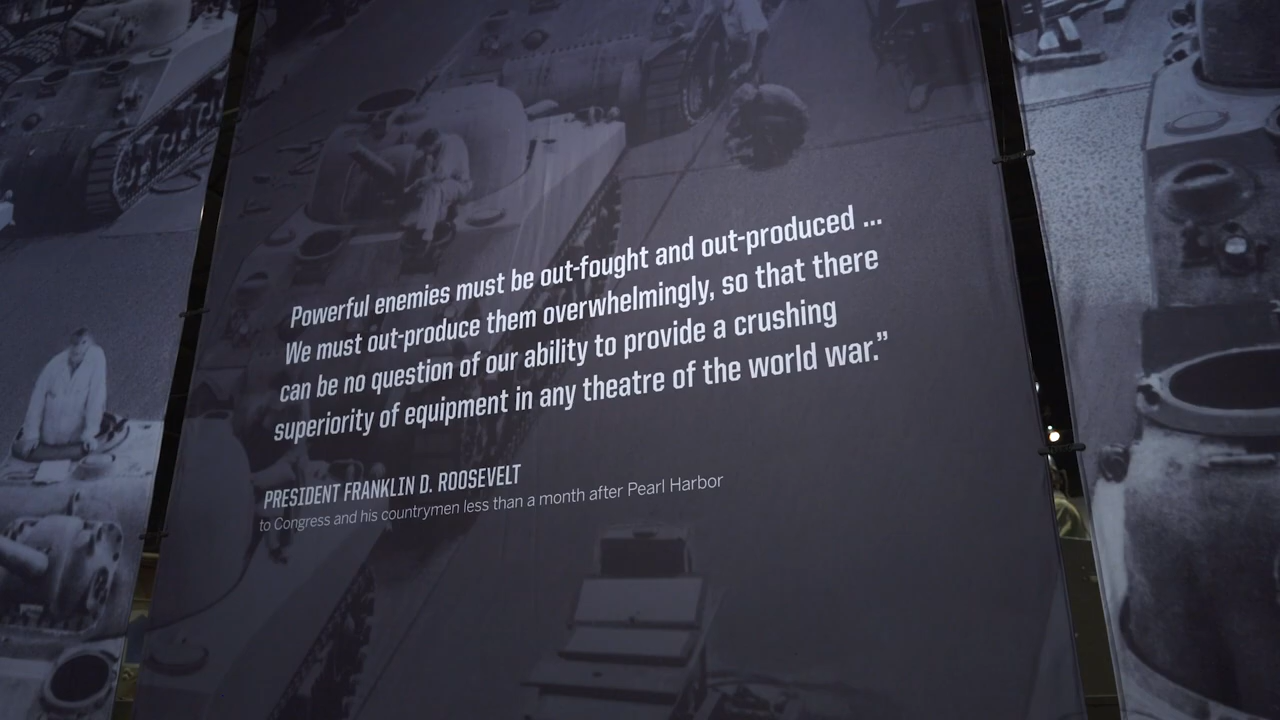 Powerful enemies must be out-fought and out-produced ...
We must out-produce them overwhelmingly, so that there
can be no question of our ability to provide a crushing
superiority of equipment in any theatre of the world war.”
PRESIDENT FRANKLIN D. ROOSEVELT
to Congress and his countrymen less than a month after Pearl Harbor